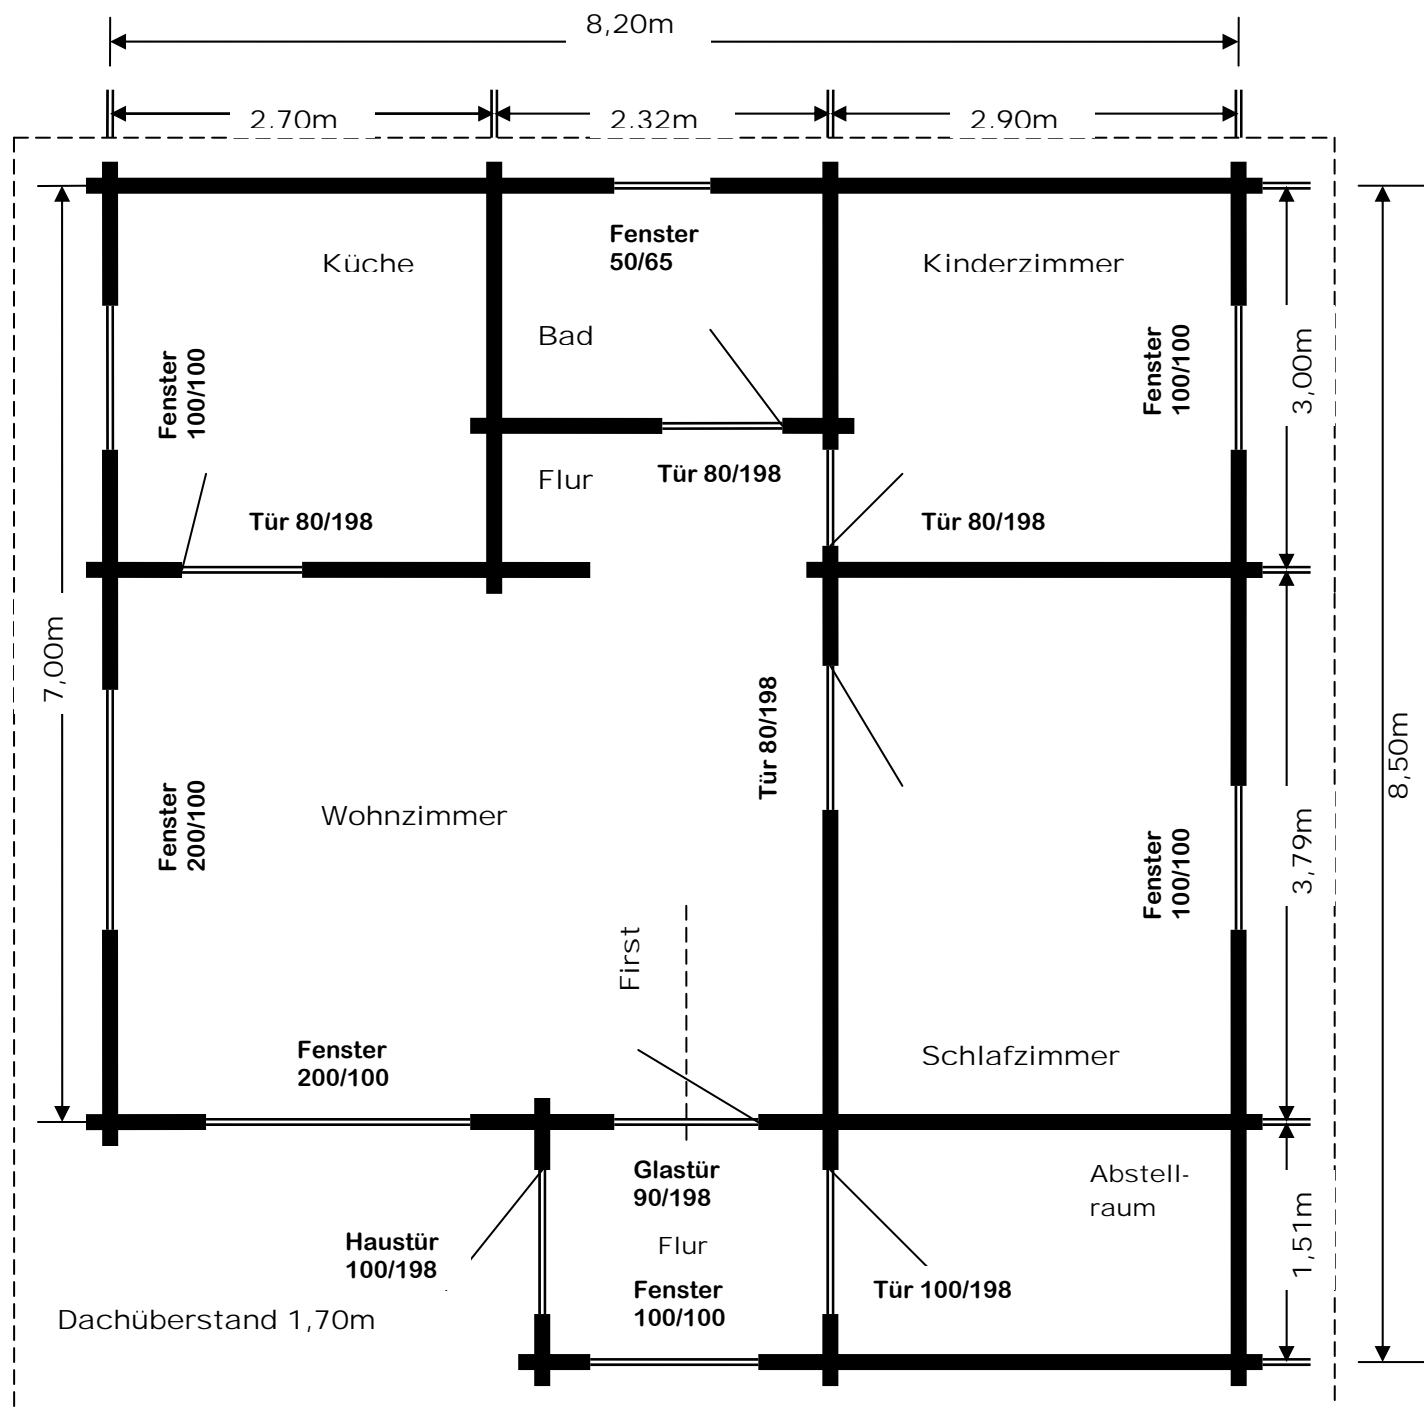 8,20m
2,70m
2,32m
2,90m
Fenster
50/65
Küche
Kinderzimmer
Bad
Fenster
100/100
Fenster
100/100
3,00m
Flur
Tür 80/198
Tür 80/198
Tür 80/198
7,00m
Tür 80/198
8,50m
Fenster
200/100
Wohnzimmer
Fenster
100/100
3,79m
First
Fenster
200/100
Schlafzimmer
Glastür
90/198
Abstell-
raum
Haustür
100/198
Flur
1,51m
Fenster
100/100
Tür 100/198
Dachüberstand 1,70m